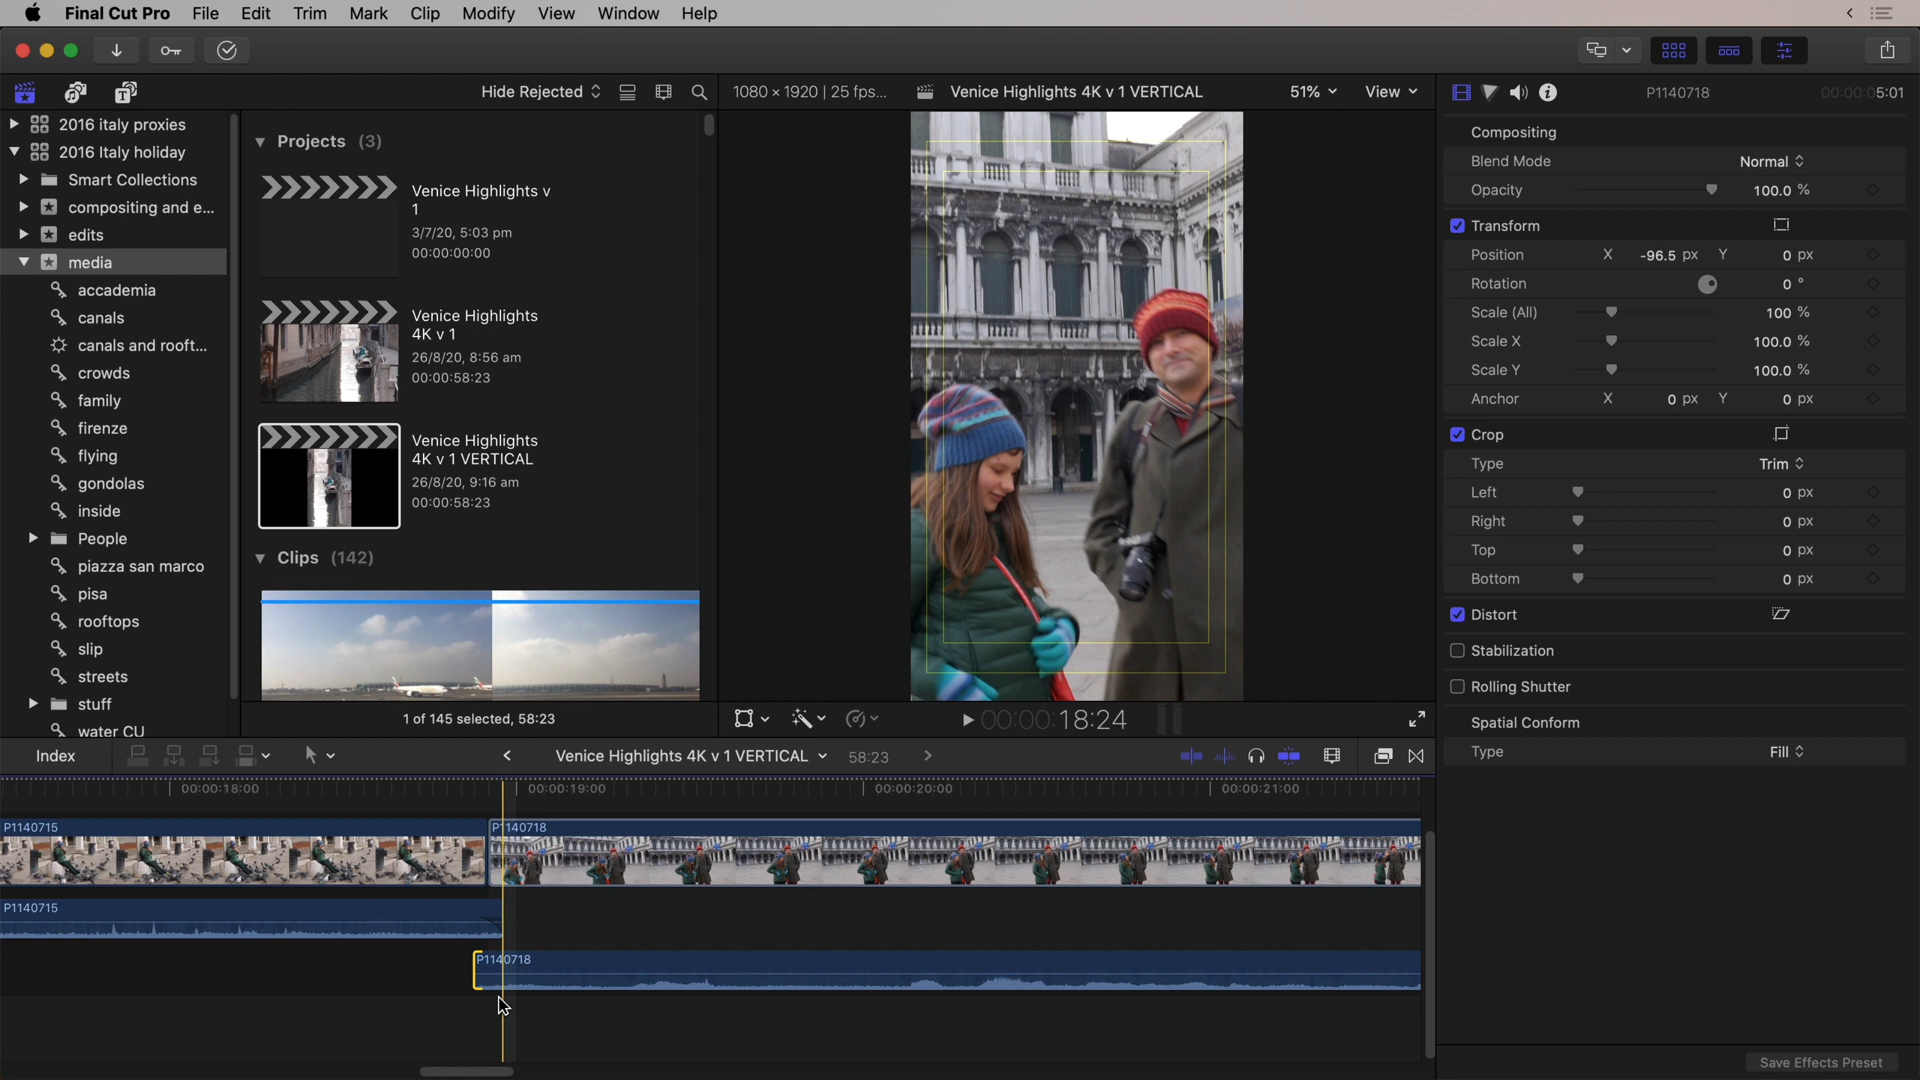 Final Cut Pro File Edit Trim Mark Clip Modify View Window Help
Hide Rejected
1080 × 1920 | 25 fps...
Venice Highlights 4K v 1 VERTICAL
51%
View
P1140718
00:00:05:01
2016 italy proxies
2016 Italy holiday
Smart Collections
compositing and e...
edits
media
accademia
canals
canals and rooft...
crowds
family
firenze
flying
gondolas
inside
People
piazza san marco
pisa
rooftops
slip
streets
stuff
water CU
Projects (3)
Venice Highlights v
1
3/7/20, 5:03 pm
00:00:00:00
Venice Highlights
4K v 1
26/8/20, 8:56 am
00:00:58:23
Venice Highlights
4K v 1 VERTICAL
26/8/20, 9:16 am
00:00:58:23
Clips (142)
1 of 145 selected, 58:23
00:00:18:24
Compositing
Blend Mode Normal
Opacity 100.0 %
Transform
Position X -96.5 px Y 0 px
Rotation 0 °
Scale (All) 100 %
Scale X 100.0 %
Scale Y 100.0 %
Anchor X 0 px Y 0 px
Crop
Type Trim
Left 0 px
Right 0 px
Top 0 px
Bottom 0 px
Distort
Stabilization
Rolling Shutter
Spatial Conform
Type Fill
Index
Venice Highlights 4K v 1 VERTICAL
58:23
00:00:18:00 00:00:19:00 00:00:20:00 00:00:21:00
P1140715 P1140718
P1140715
P1140718
Save Effects Preset